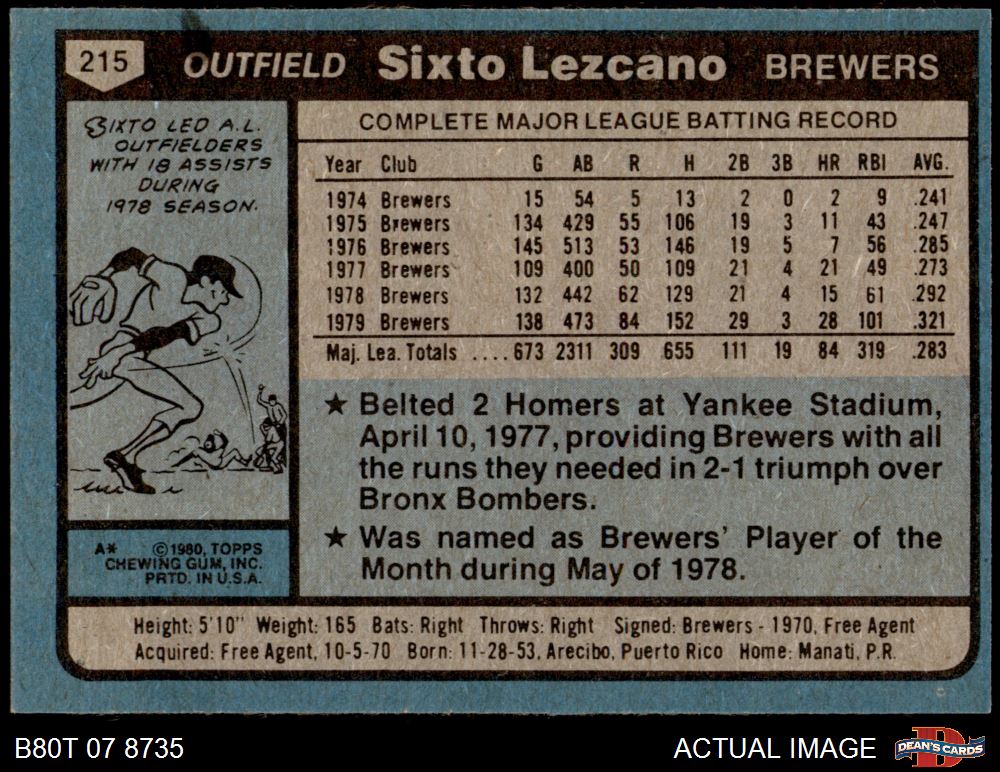 215 OUTFIELD Sixto Lezcano BREWERS
SIXTO LED A.L.
OUTFIELDERS
WITH 18 ASSISTS
DURING
1978 SEASON.
COMPLETE MAJOR LEAGUE BATTING RECORD
Year Club G AB R H 2B 3B HR RBI AVG.
1974 Brewers 15 54 5 13 2 0 2 9 .241
1975 Brewers 134 429 55 106 19 3 11 43 .247
1976 Brewers 145 513 53 146 19 5 7 56 .285
1977 Brewers 109 400 50 109 21 4 21 49 .273
1978 Brewers 132 442 62 129 21 4 15 61 .292
1979 Brewers 138 473 84 152 29 3 28 101 .321
Maj. Lea. Totals ....673 2311 309 655 111 19 84 319 .283
★ Belted 2 Homers at Yankee Stadium,
April 10, 1977, providing Brewers with all
the runs they needed in 2-1 triumph over
Bronx Bombers.
★ Was named as Brewers' Player of the
Month during May of 1978.
A* ©1980, TOPPS
CHEWING GUM, INC.
PRTD. IN U.S.A.
Height: 5'10" Weight: 165 Bats: Right Throws: Right Signed: Brewers - 1970, Free Agent
Acquired: Free Agent, 10-5-70 Born: 11-28-53, Arecibo, Puerto Rico Home: Manati, P.R.
B80T 07 8735 ACTUAL IMAGE D DEAN'S CARDS